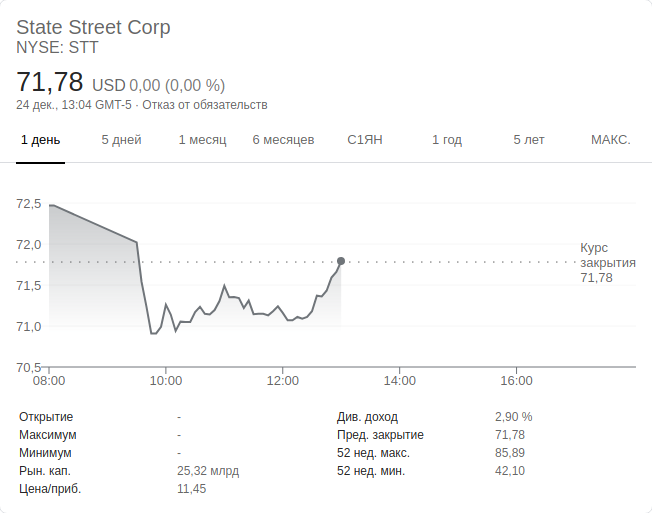 State Street Corp
NYSE: STT
71,78 USD 0,00 (0,00 %)
24 дек., 13:04 GMT-5 · Отказ от обязательств
1 день 5 дней 1 месяц 6 месяцев С1ЯН 1 год 5 лет МАКС.
72,5
72,0
Курс
закрытия
71,78
71,5
71,0
70,5
08:00 10:00 12:00 14:00 16:00
Открытие - Див. доход 2,90 %
Максимум - Пред. закрытие 71,78
Минимум - 52 нед. макс. 85,89
Рын. кап. 25,32 млрд 52 нед. мин. 42,10
Цена/приб. 11,45